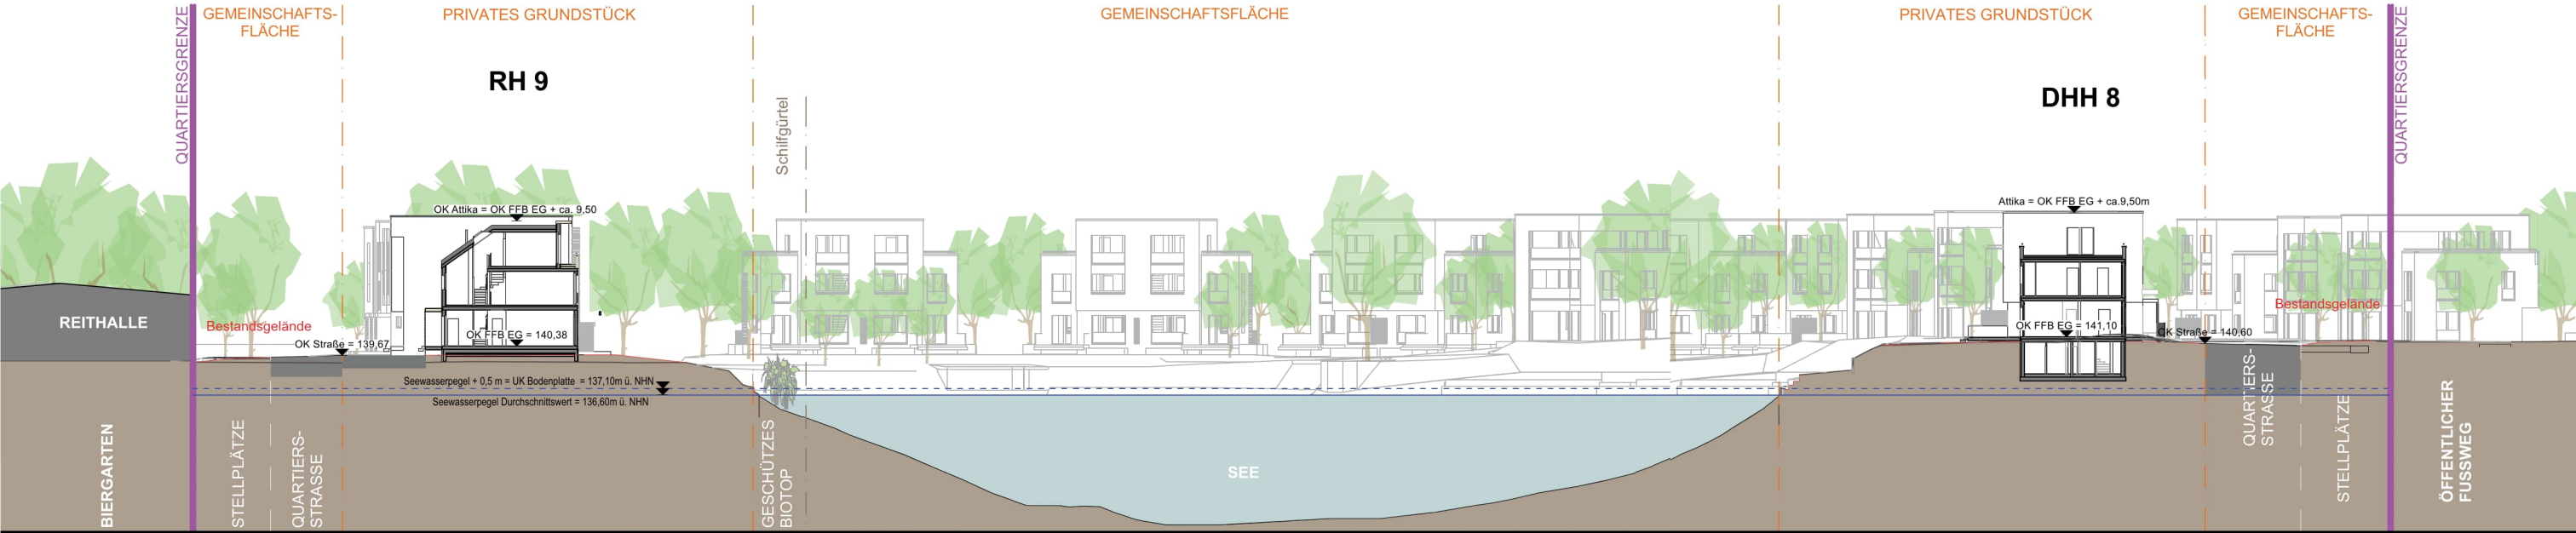 QUARTIERSGRENZE
GEMEINSCHAFTS-
FLÄCHE
PRIVATES GRUNDSTÜCK
GEMEINSCHAFTSFLÄCHE
PRIVATES GRUNDSTÜCK
GEMEINSCHAFTS-
FLÄCHE
QUARTIERSGRENZE
RH 9
DHH 8
Schilfgürtel
OK Attika = OK FFB EG + ca. 9,50
Attika = OK FFB EG + ca.9,50m
REITHALLE
Bestandsgelände
OK Straße = 139,67
OK FFB EG = 140,38
OK FFB EG = 141,10
OK Straße = 140,60
Bestandsgelände
Seewasserpegel + 0,5 m = UK Bodenplatte = 137,10m ü. NHN
Seewasserpegel Durchschnittswert = 136,60m ü. NHN
BIERGARTEN
STELLPLÄTZE
QUARTIERS-
STRASSE
GESCHÜTZES
BIOTOP
SEE
QUARTIERS-
STRASSE
STELLPLÄTZE
ÖFFENTLICHER
FUSSWEG